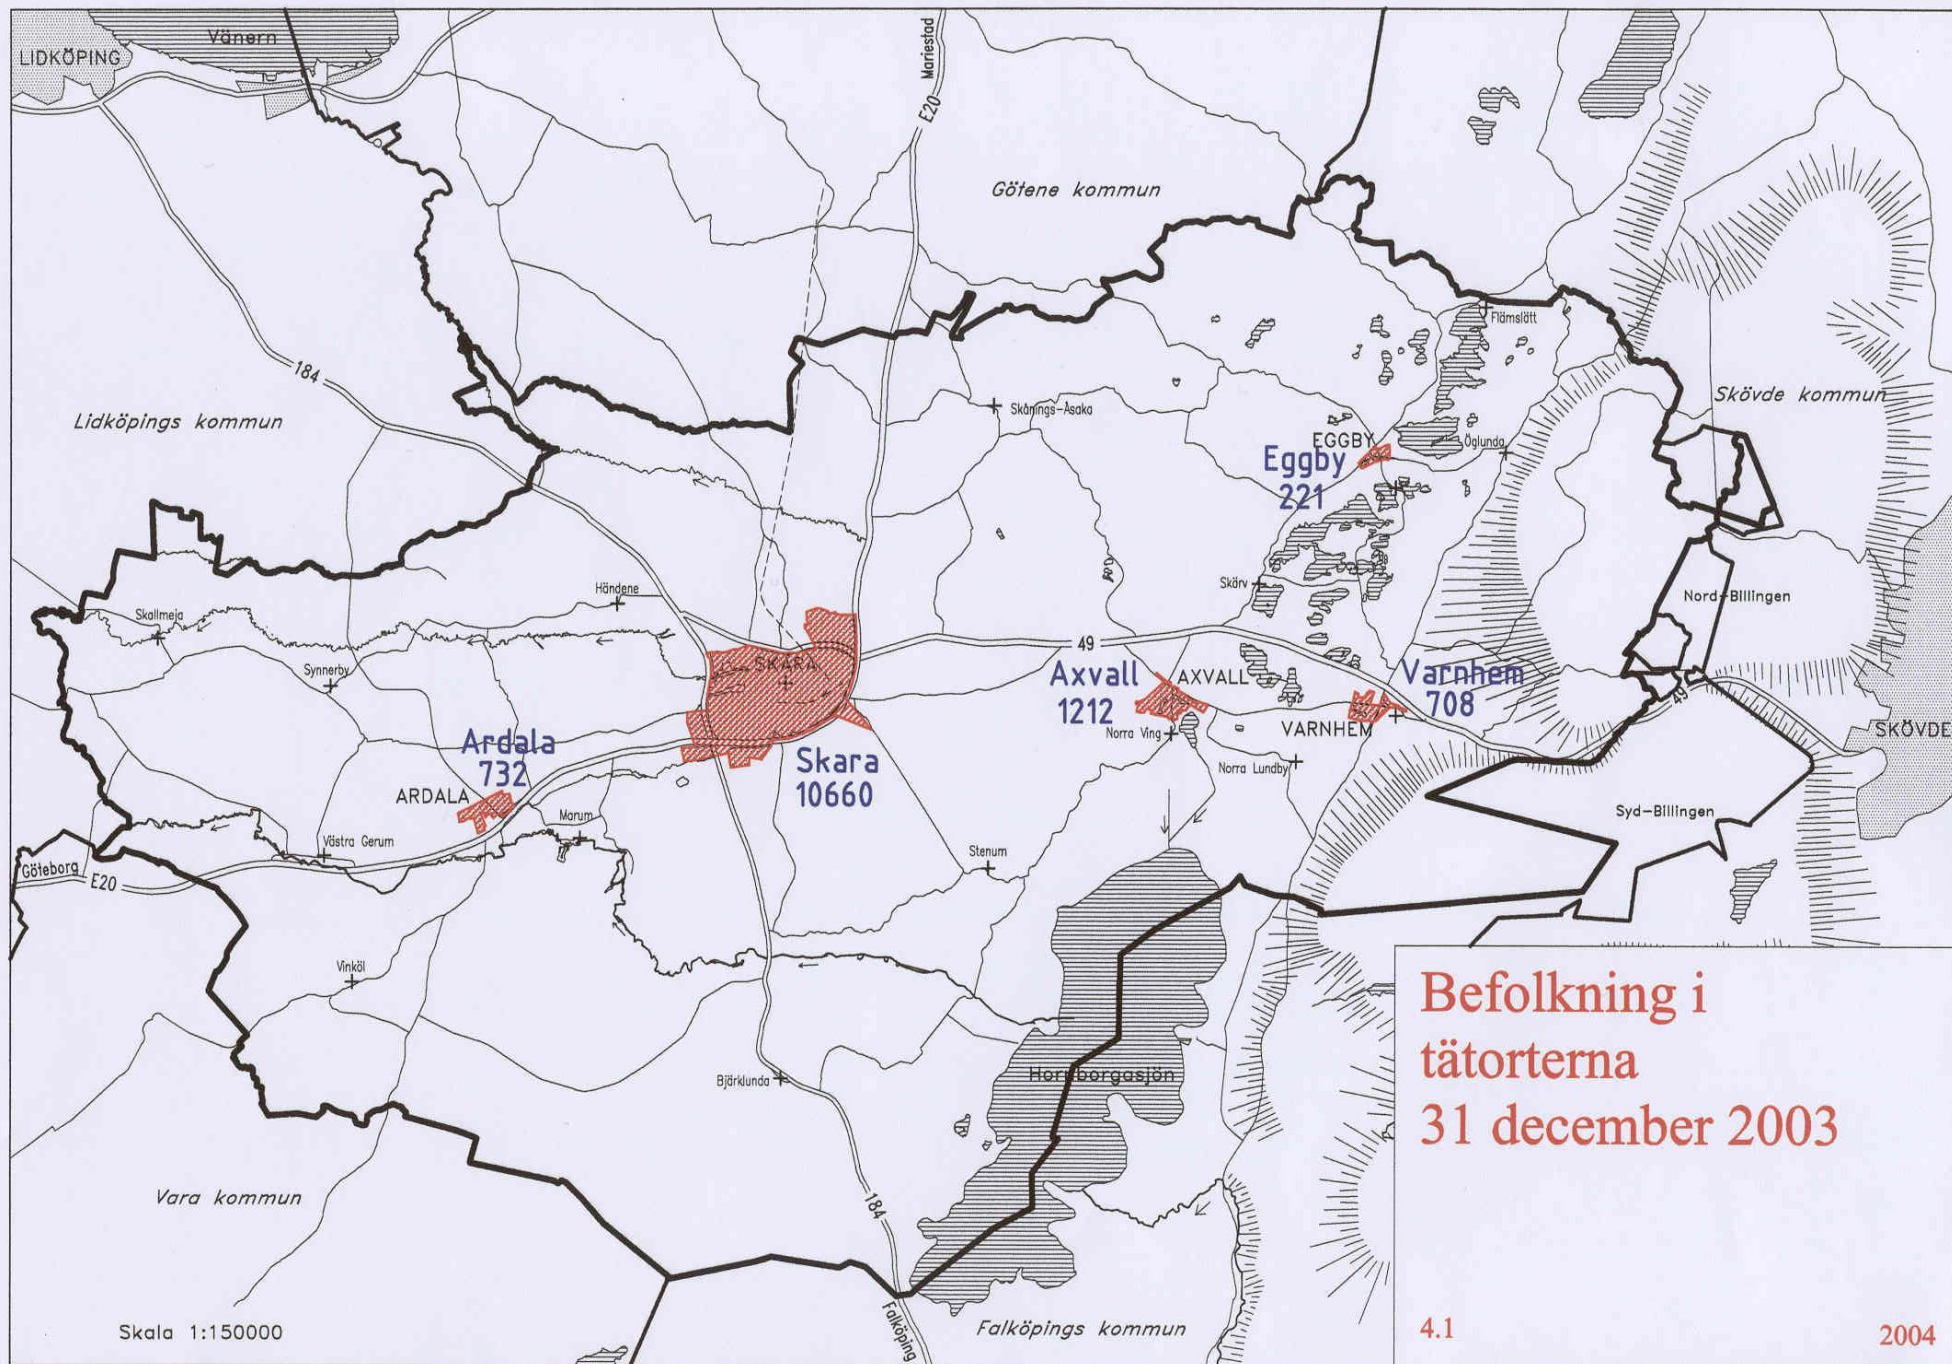 LIDKÖPING
Vänern
Mariestad
E20
Götene kommun
Flämslätt
184
Lidköpings kommun
Skånings-Åsaka
Skövde kommun
EGGBY
Eggby
221
Öglunda
Skärv
Nord-Billingen
Händene
Skallmeja
Synnerby
SKARA
49
Axvall
1212
AXVALL
Norra Ving
Varnhem
708
VARNHEM
Norra Lundby
49
SKÖVDE
Ardala
732
ARDALA
Skara
10660
Syd-Billingen
Marum
Västra Gerum
Stenum
Göteborg
E20
Vinköl
Bjärklunda
Hornborgasjön
Vara kommun
184
Falköping
Falköpings kommun
Skala 1:150000
Befolkning i
tätorterna
31 december 2003
4.1
2004